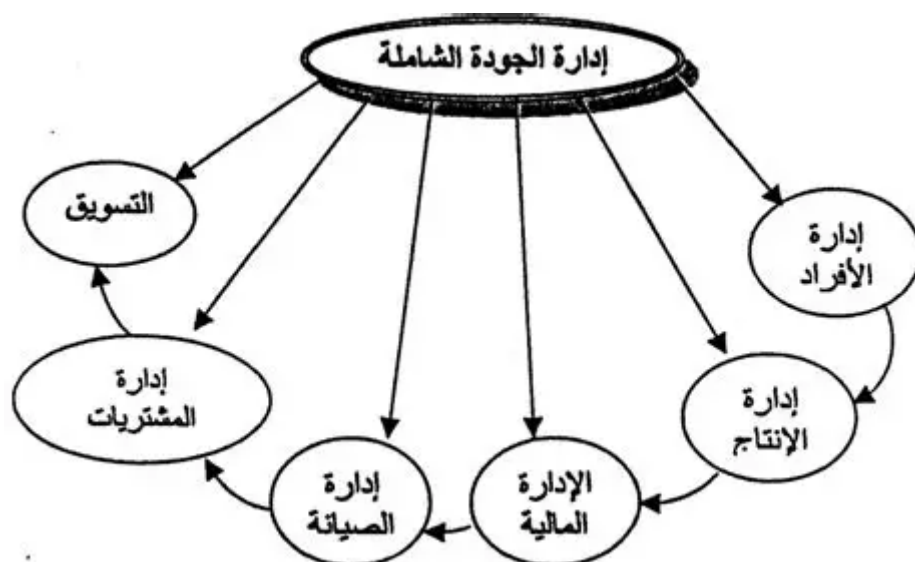 إدارة الجودة الشاملة
إدارة
الأفراد
إدارة
الإنتاج
الإدارة
المالية
إدارة
الصيانة
إدارة
المشتريات
التسويق